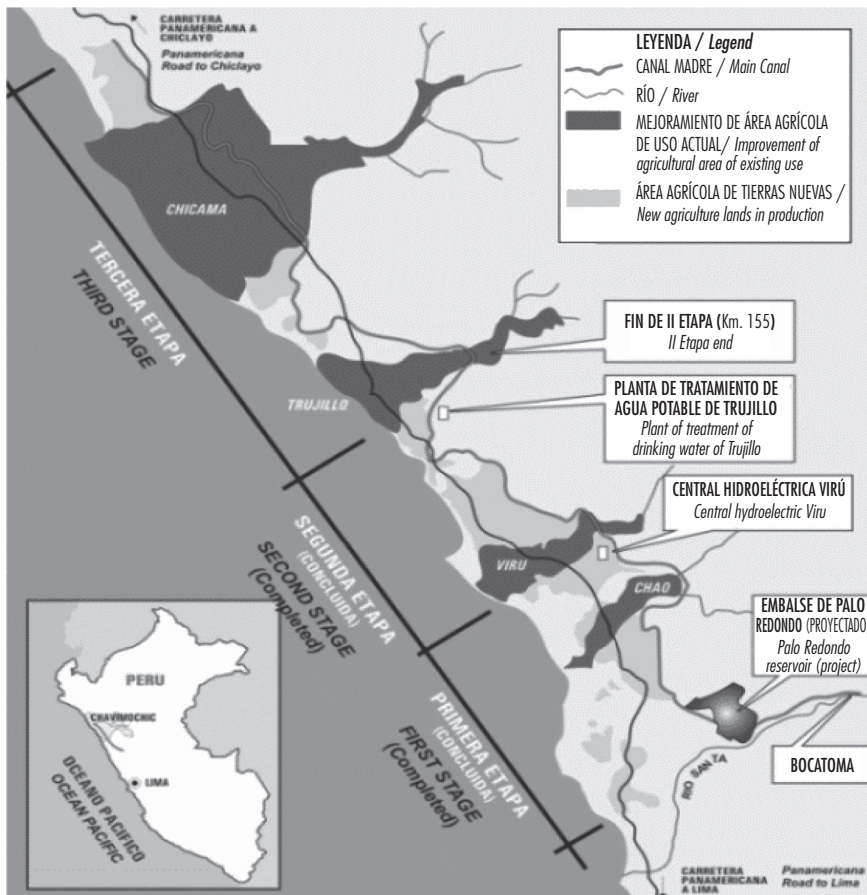 CARRETERA
PANAMERICANA A
CHICLAYO
Panamericana
Road to Chiclayo
LEYENDA / Legend
CANAL MADRE / Main Canal
RÍO / River
MEJORAMIENTO DE ÁREA AGRÍCOLA
DE USO ACTUAL/ Improvement of
agricultural area of existing use
ÁREA AGRÍCOLA DE TIERRAS NUEVAS /
New agriculture lands in production
CHICAMA
TERCERA ETAPA
THIRD STAGE
FIN DE II ETAPA (Km. 155)
II Etapa end
TRUJILLO
PLANTA DE TRATAMIENTO DE
AGUA POTABLE DE TRUJILLO
Plant of treatment of
drinking water of Trujillo
CENTRAL HIDROELÉCTRICA VIRÚ
Central hydroelectric Viru
SEGUNDA ETAPA
(CONCLUIDA)
SECOND STAGE
(Completed)
VIRU
CHAO
EMBALSE DE PALO
REDONDO (PROYECTADO
Palo Redondo
reservoir (project)
PRIMERA ETAPA
(CONCLUIDA)
FIRST STAGE
(Completed)
BOCATOMA
RIO SANTA
PERU
CHAVIMOCHIC
LIMA
OCEANO PACIFICO
OCEAN PACIFIC
CARRETERA
PANAMERICANA
A LIMA
Panamericana
Road to Lima